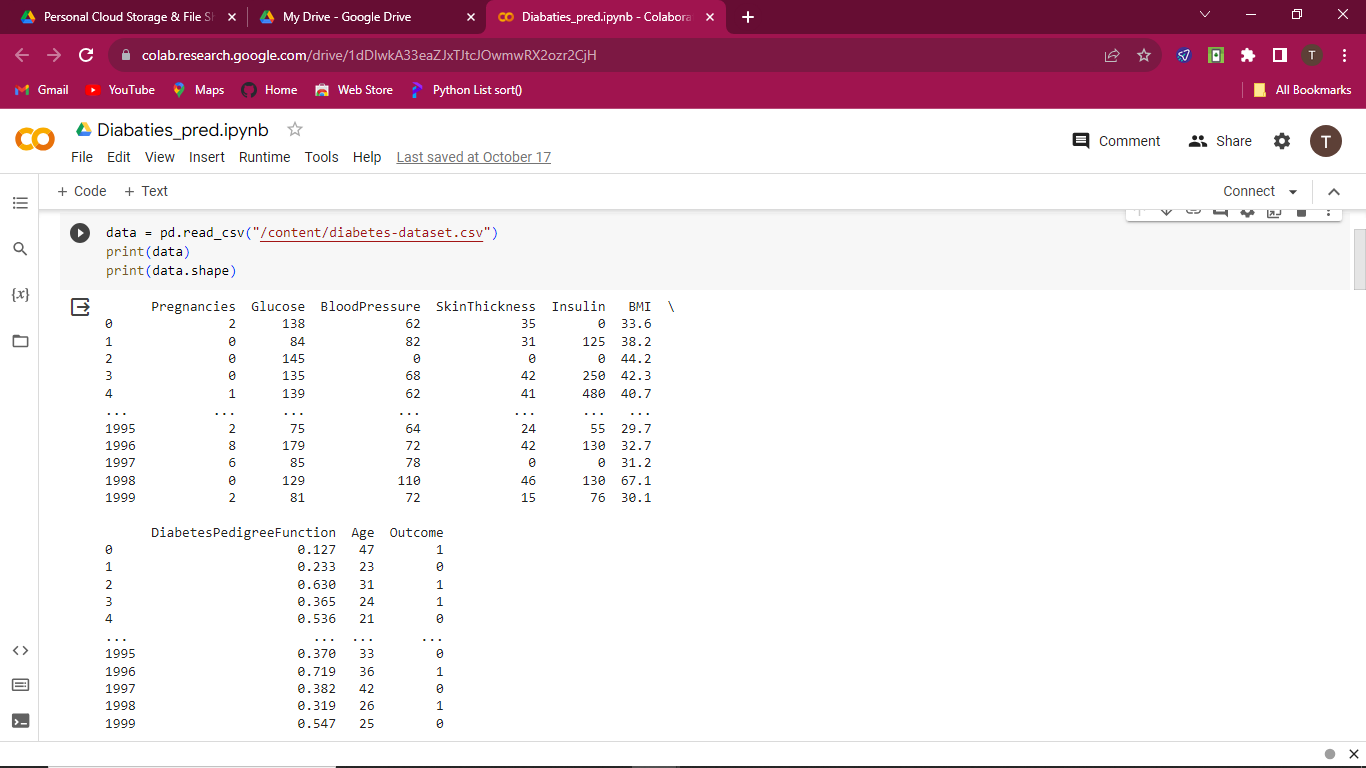 Personal Cloud Storage & File Sh
My Drive - Google Drive
Diabaties_pred.ipynb - Colabora
colab.research.google.com/drive/1dDIwkA33eaZJxTJtcJOwmwRX2ozr2CjH
T
Gmail YouTube Maps Home Web Store Python List sort() All Bookmarks
CO Diabaties_pred.ipynb
Comment Share T
File Edit View Insert Runtime Tools Help Last saved at October 17
+ Code + Text Connect
data = pd.read_csv("/content/diabetes-dataset.csv")
print(data)
print(data.shape)
{x}
Pregnancies Glucose BloodPressure SkinThickness Insulin BMI \
0 2 138 62 35 0 33.6
1 0 84 82 31 125 38.2
2 0 145 0 0 0 44.2
3 0 135 68 42 250 42.3
4 1 139 62 41 480 40.7
... ... ... ... ... ... ...
1995 2 75 64 24 55 29.7
1996 8 179 72 42 130 32.7
1997 6 85 78 0 0 31.2
1998 0 129 110 46 130 67.1
1999 2 81 72 15 76 30.1
DiabetesPedigreeFunction Age Outcome
0 0.127 47 1
1 0.233 23 0
2 0.630 31 1
3 0.365 24 1
4 0.536 21 0
... ... ... ...
1995 0.370 33 0
1996 0.719 36 1
1997 0.382 42 0
1998 0.319 26 1
1999 0.547 25 0